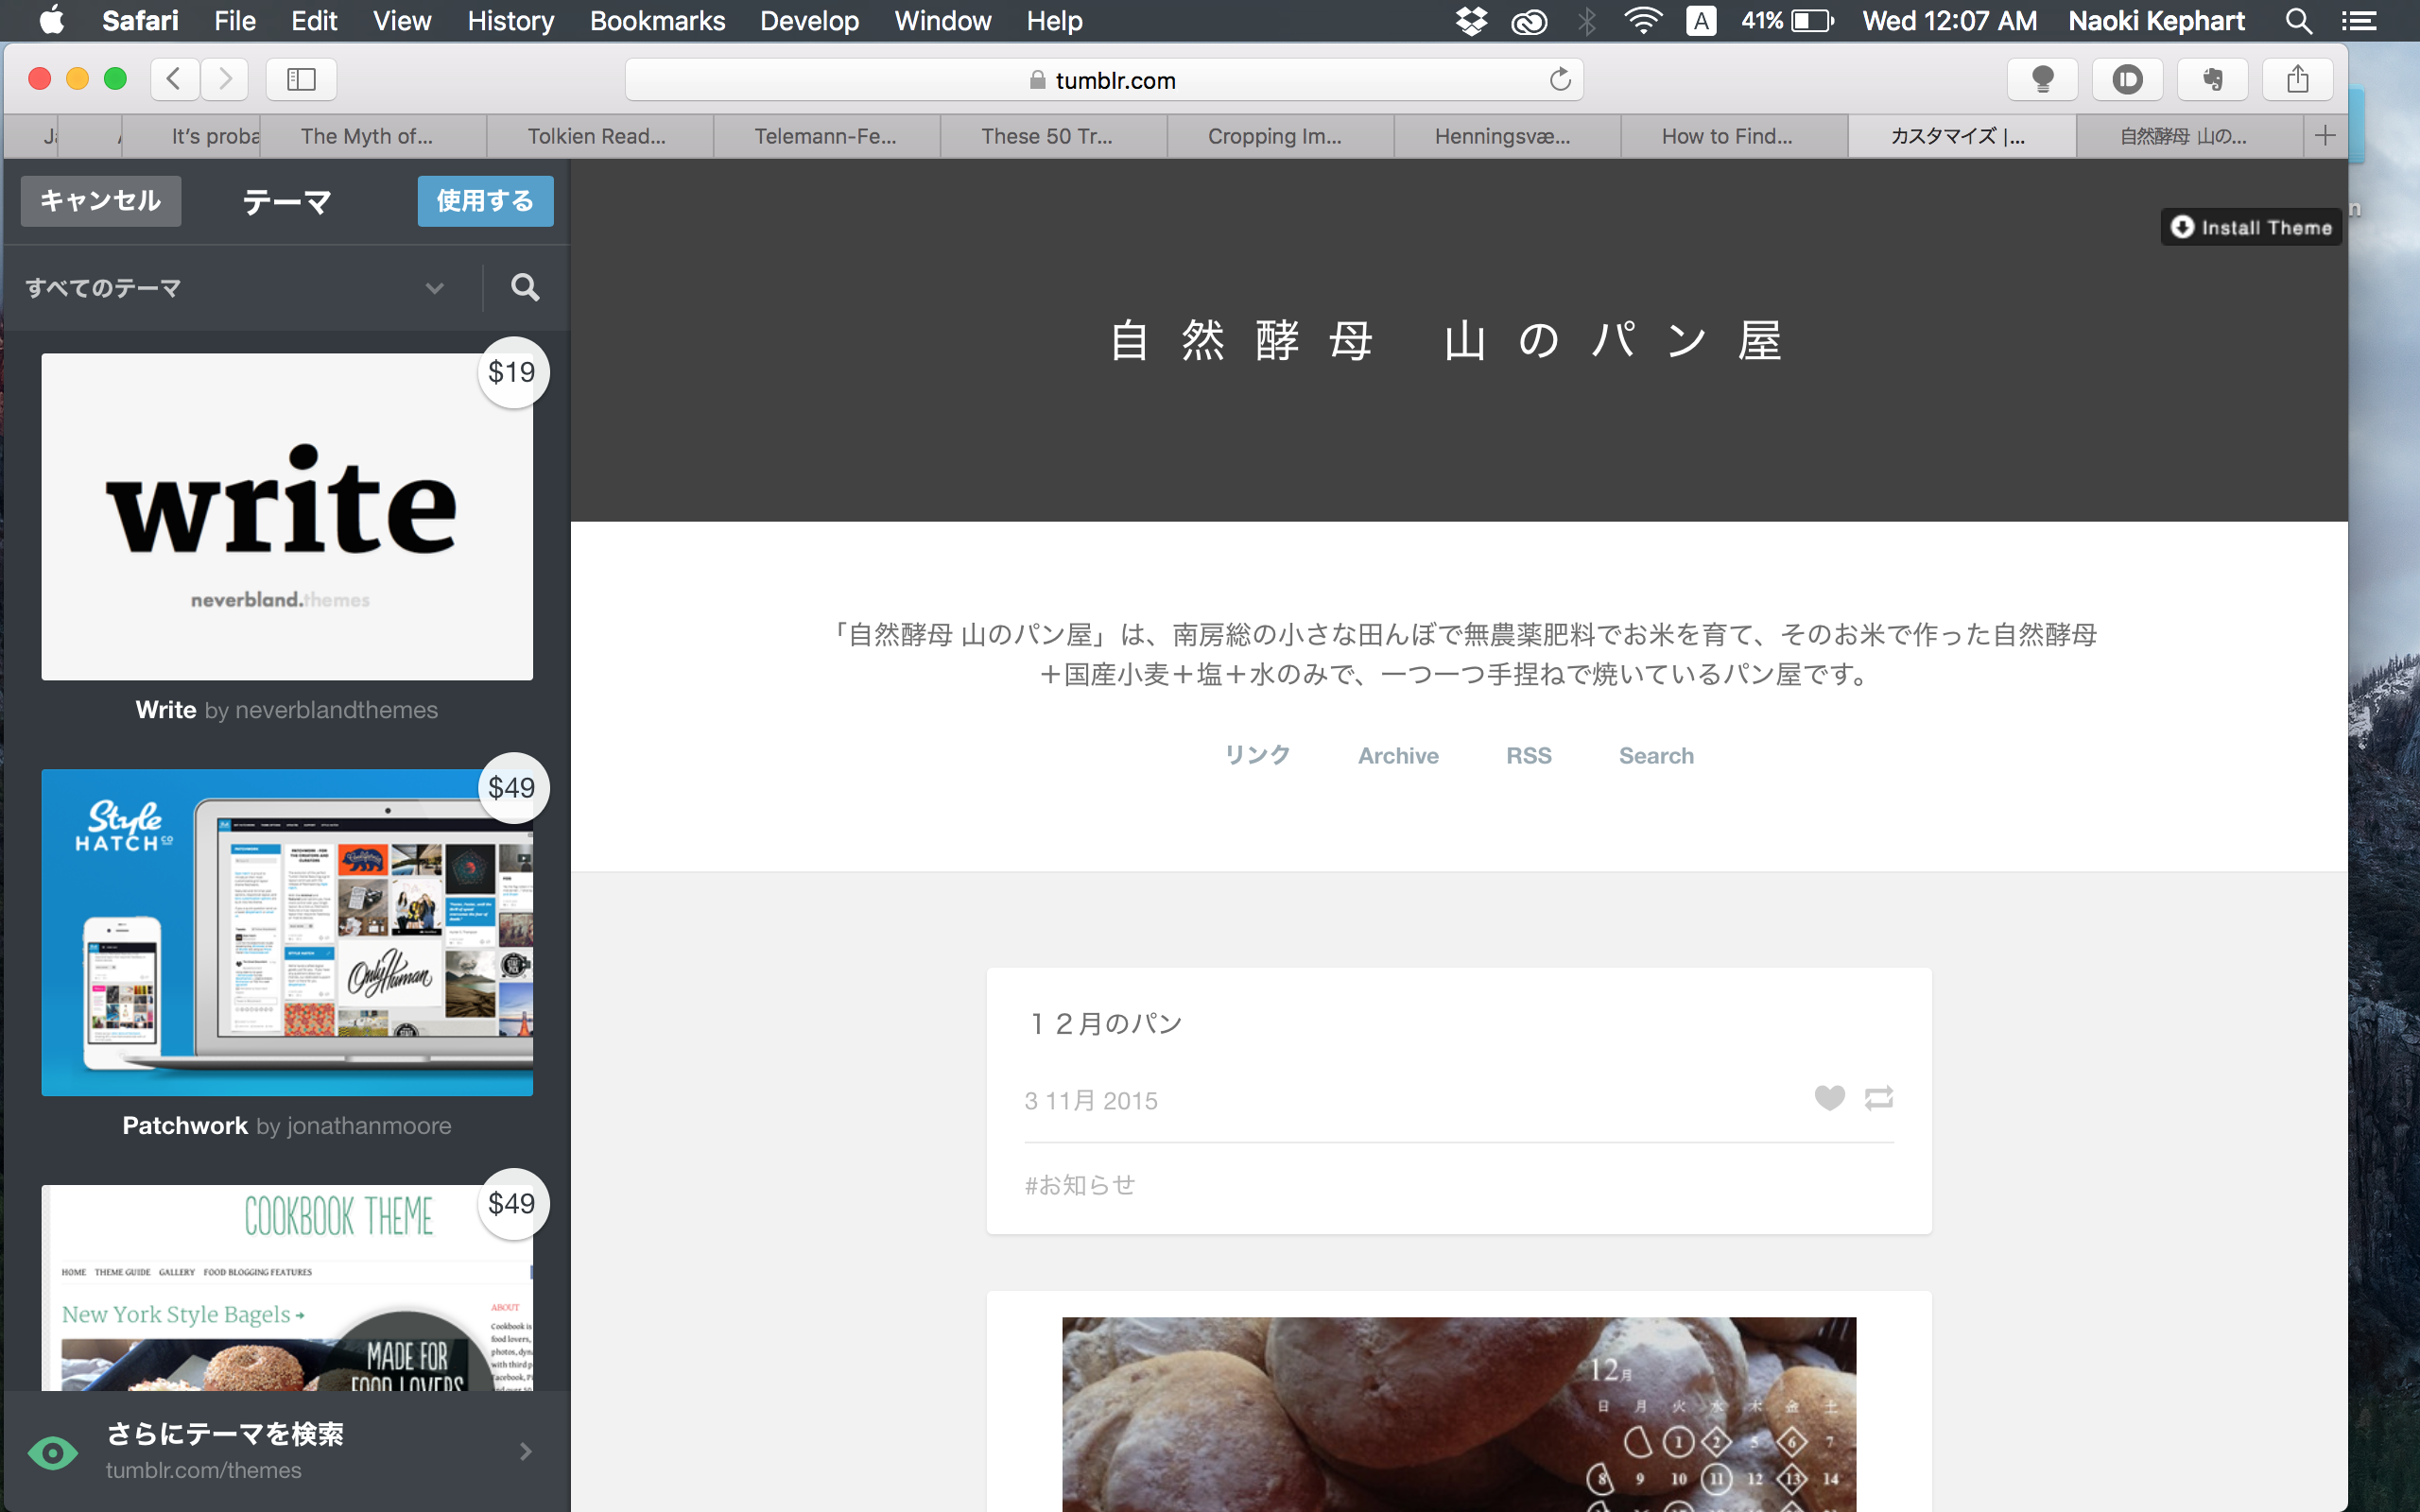 Safari File Edit View History Bookmarks Develop Window Help
A 41% Wed 12:07 AM Naoki Kephart
tumblr.com
It's proba
The Myth of...
Tolkien Read...
Telemann-Fe...
These 50 Tr...
Cropping Im...
Henningsvæ...
How to Find...
カスタマイズ |...
自然酵母 山の...
キャンセル
テーマ
使用する
すべてのテーマ
$19
write
neverbland.themes
Write by neverblandthemes
$49
Style
HATCH CO
Only Human
Patchwork by jonathanmoore
$49
COOKBOOK THEME
HOME THEME GUIDE GALLERY FOOD BLOGGING FEATURES
New York Style Bagels
ABOUT
Cookbook is
food lovers,
photos, dyn
with third p
MADE FOR
FOOD LOVERS
さらにテーマを検索
tumblr.com/themes
Install Theme
自然酵母 山のパン屋
「自然酵母 山のパン屋」は、南房総の小さな田んぼで無農薬肥料でお米を育て、そのお米で作った自然酵母
＋国産小麦＋塩＋水のみで、一つ一つ手捏ねで焼いているパン屋です。
リンク Archive RSS Search
１２月のパン
3 11月 2015
#お知らせ
12月
日 月 火 水 木 金 土
1 2 5 6 7
8 9 10 11 12 13 14